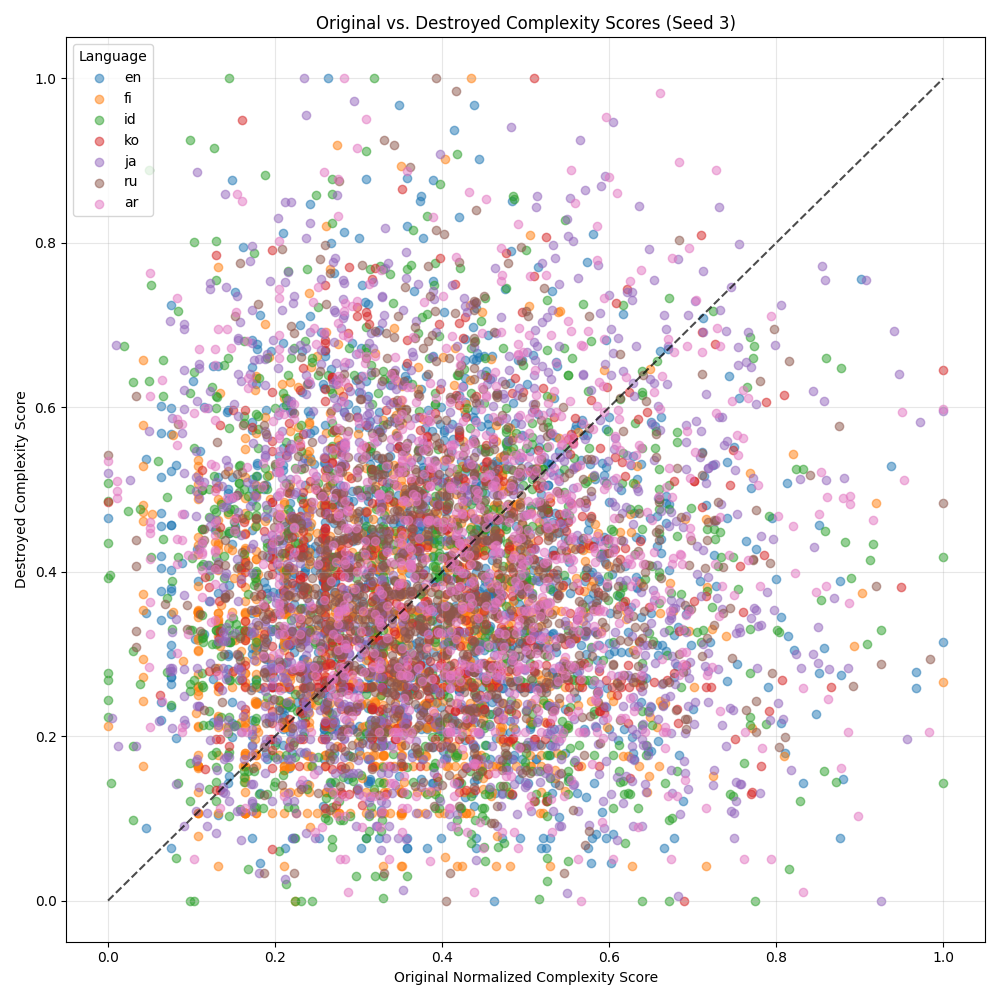 Original vs. Destroyed Complexity Scores (Seed 3)
Language
en
fi
id
ko
ja
ru
ar
1.0
0.8
0.6
0.4
0.2
0.0
Destroyed Complexity Score
0.0
0.2
0.4
0.6
0.8
1.0
Original Normalized Complexity Score